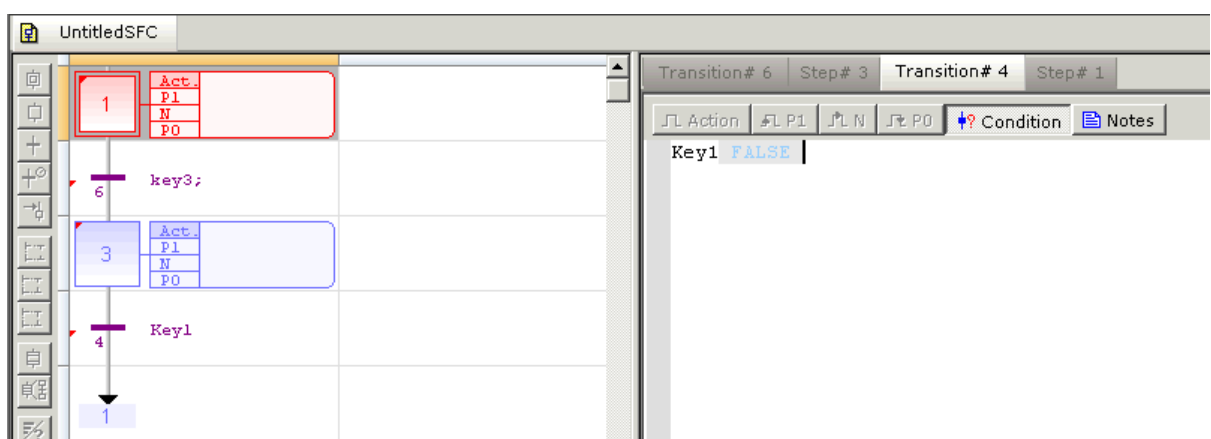 UntitledSFC
1
Act.
P1
N
P0
6
key3;
3
Act.
P1
N
P0
4
Key1
1
Transition# 6 Step# 3 Transition# 4 Step# 1
Action P1 N P0 ? Condition Notes
Key1 FALSE